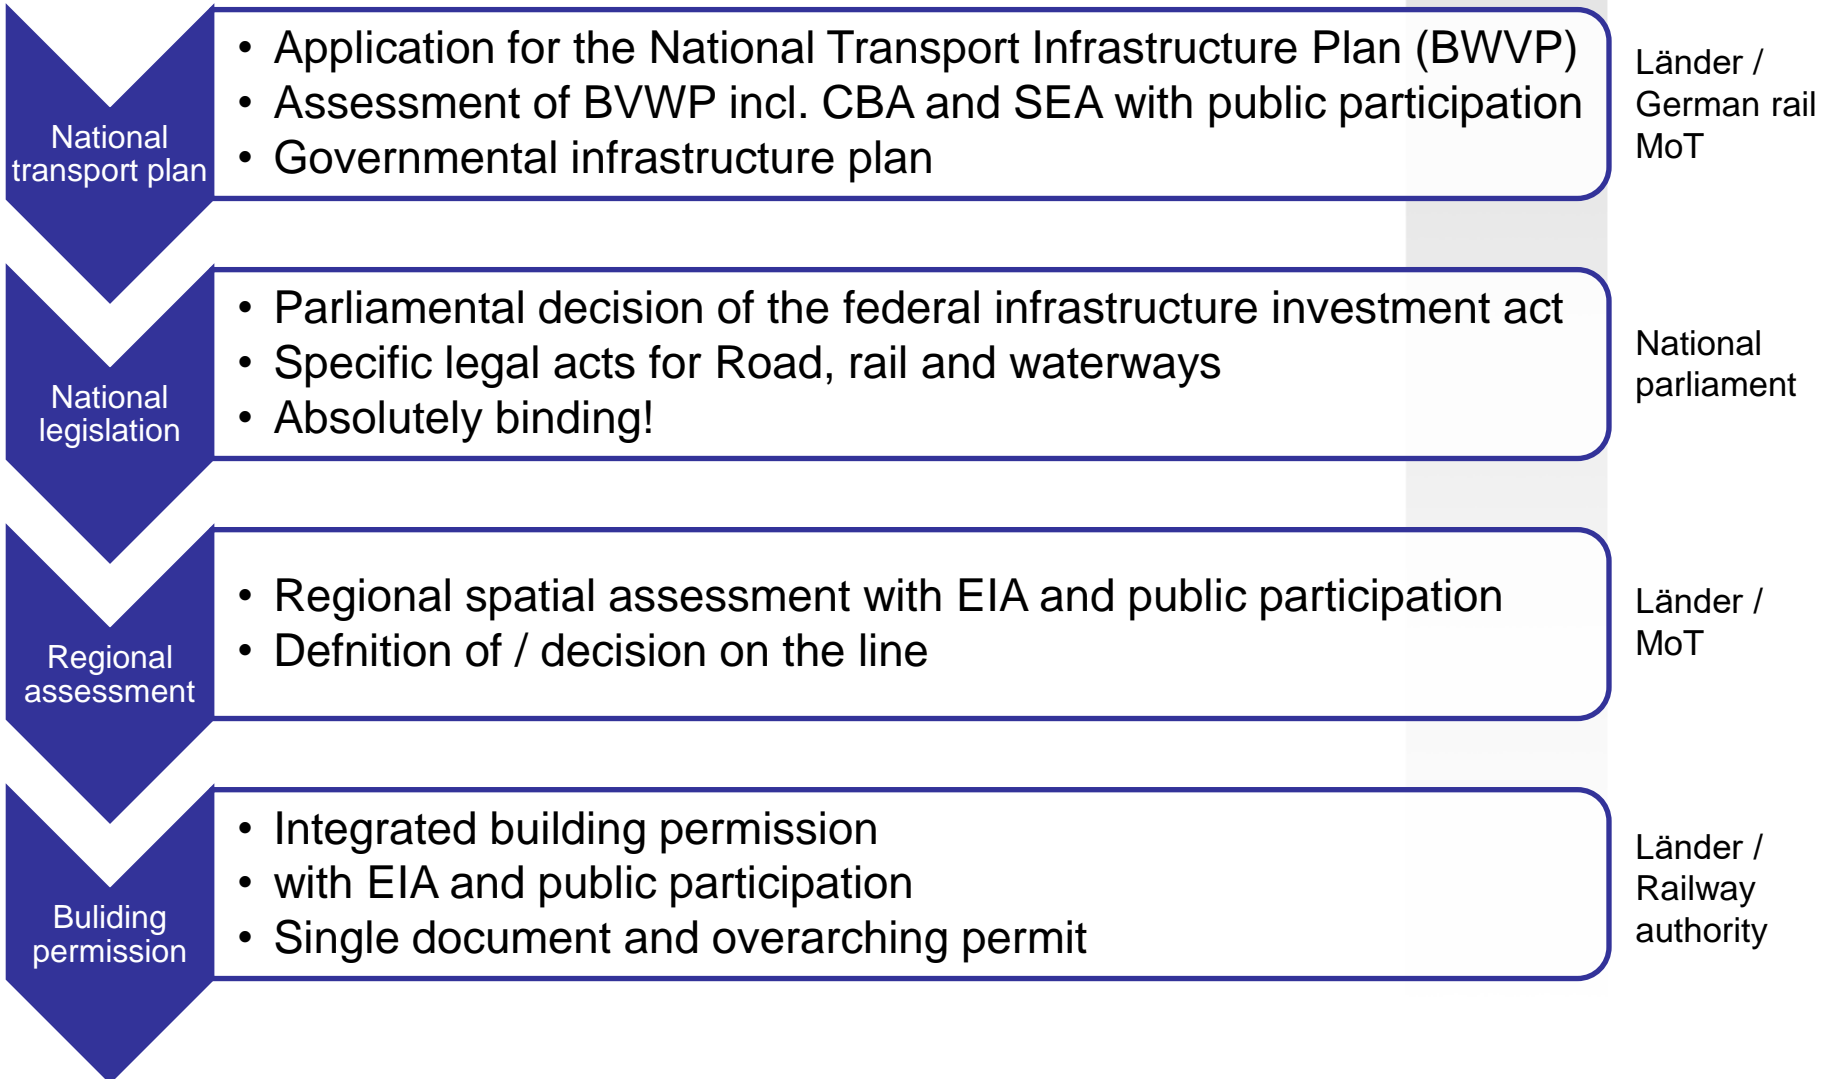 National
transport plan
• Application for the National Transport Infrastructure Plan (BWVP)
• Assessment of BVWP incl. CBA and SEA with public participation
• Governmental infrastructure plan
Länder /
German rail
MoT
National
legislation
• Parliamental decision of the federal infrastructure investment act
• Specific legal acts for Road, rail and waterways
• Absolutely binding!
National
parliament
Regional
assessment
• Regional spatial assessment with EIA and public participation
• Defnition of / decision on the line
Länder /
MoT
Buliding
permission
• Integrated building permission
• with EIA and public participation
• Single document and overarching permit
Länder /
Railway
authority